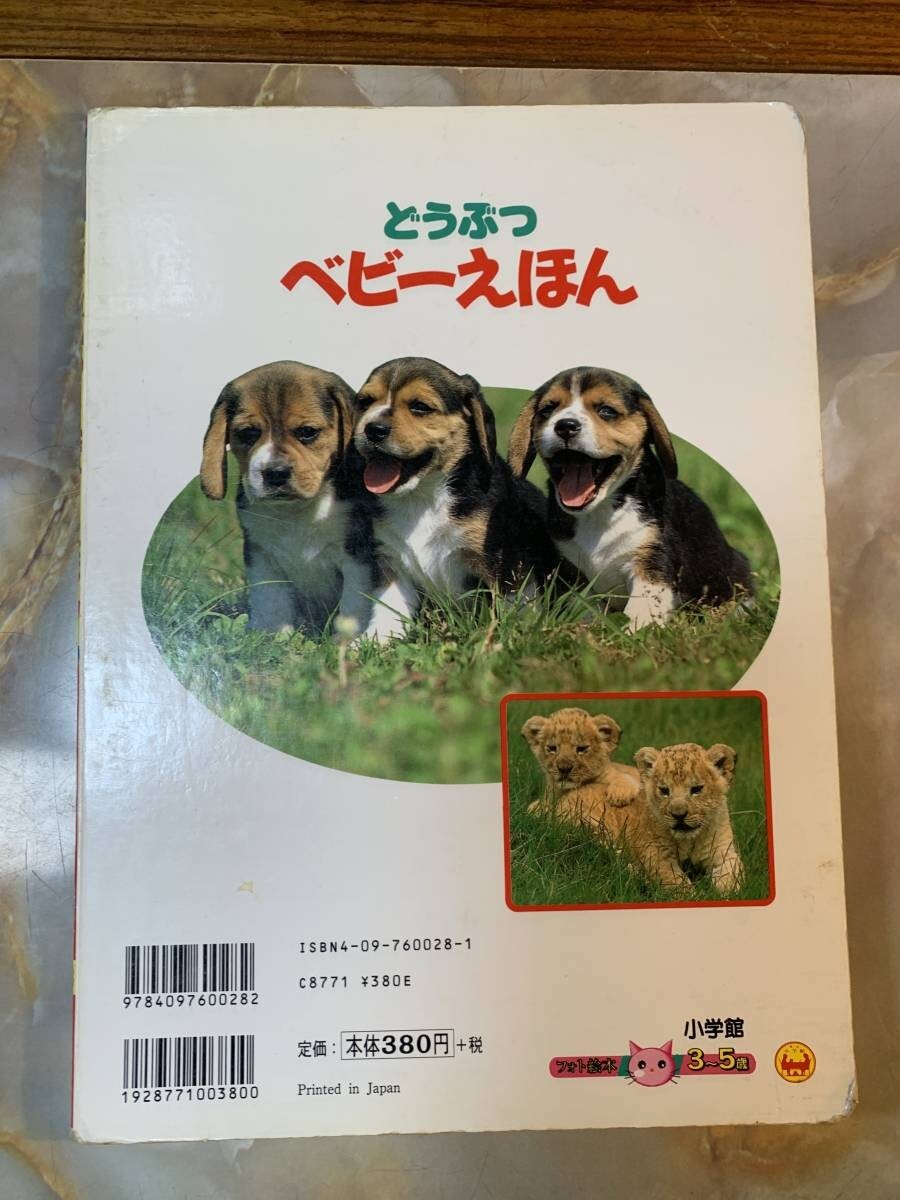 どうぶつ
ベビーえほん
ISBN4-09-760028-1
C8771 ¥380E
9784097600282
定価：本体380円+税
1928771003800
Printed in Japan
小学館
フォト絵本 3〜5歳